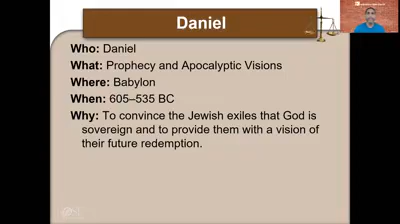 Daniel
Who: Daniel
What: Prophecy and Apocalyptic Visions
Where: Babylon
When: 605–535 BC
Why: To convince the Jewish exiles that God is
sovereign and to provide them with a vision of
their future redemption.